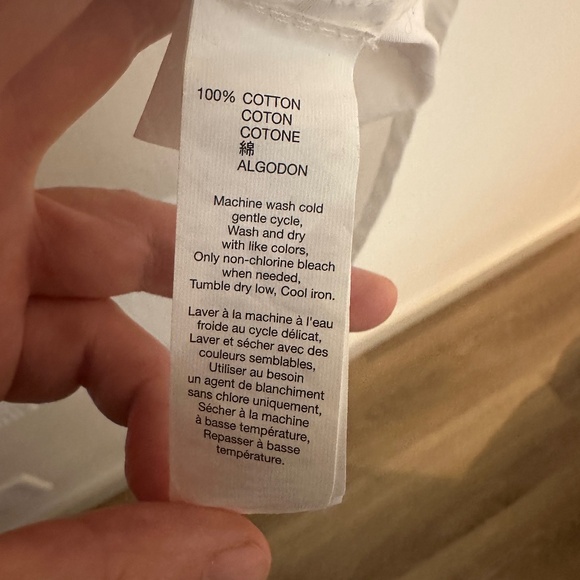 100% COTTON
COTON
COTONE
綿
ALGODON
Machine wash cold
gentle cycle,
Wash and dry
with like colors,
Only non-chlorine bleach
when needed,
Tumble dry low, Cool iron.
Laver à la machine à l'eau
froide au cycle délicat,
Laver et sécher avec des
couleurs semblables,
Utiliser au besoin
un agent de blanchiment
sans chlore uniquement,
Sécher à la machine
à basse température,
Repasser à basse
température.